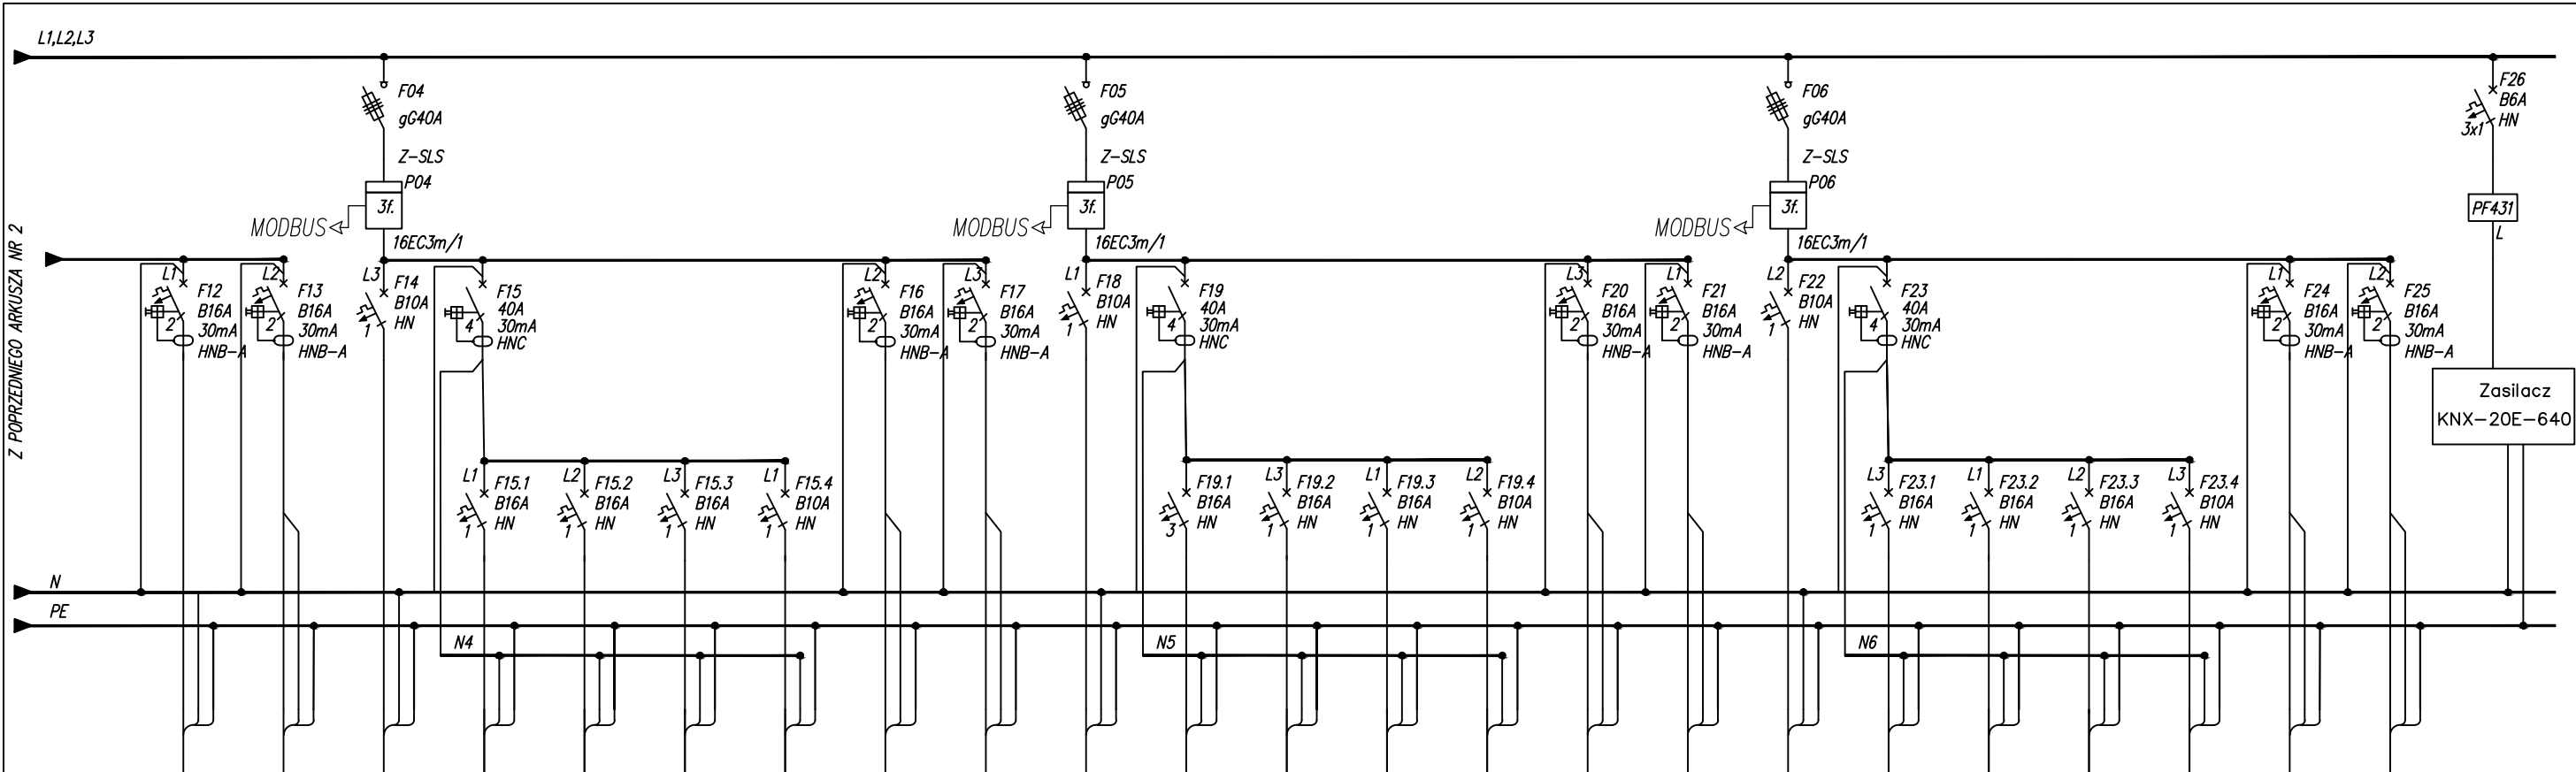 L1,L2,L3
F04
gG40A
Z-SLS
P04
3f.
MODBUS
16EC3m/1
F05
gG40A
Z-SLS
P05
3f.
MODBUS
16EC3m/1
F06
gG40A
Z-SLS
P06
3f.
MODBUS
16EC3m/1
F26
B6A
HN
3x1
PF431
L
Zasilacz
KNX-20E-640
Z POPRZEDNIEGO ARKUSZA NR 2
L1
F12
B16A
30mA
HNB-A
2
L2
F13
B16A
30mA
HNB-A
2
L3
F14
B10A
HN
1
F15
40A
30mA
HNC
4
L2
F16
B16A
30mA
HNB-A
2
L3
F17
B16A
30mA
HNB-A
2
L1
F18
B10A
HN
1
F19
40A
30mA
HNC
4
L3
F20
B16A
30mA
HNB-A
2
L1
F21
B16A
30mA
HNB-A
2
L2
F22
B10A
HN
1
F23
40A
30mA
HNC
4
L1
F24
B16A
30mA
HNB-A
2
L2
F25
B16A
30mA
HNB-A
2
L1
F15.1
B16A
HN
1
L2
F15.2
B16A
HN
1
L3
F15.3
B16A
HN
1
L1
F15.4
B10A
HN
1
F19.1
B16A
HN
3
L3
F19.2
B16A
HN
1
L1
F19.3
B16A
HN
1
L2
F19.4
B10A
HN
1
L3
F23.1
B16A
HN
1
L1
F23.2
B16A
HN
1
L2
F23.3
B16A
HN
1
L3
F23.4
B10A
HN
1
N
PE
N4
N5
N6